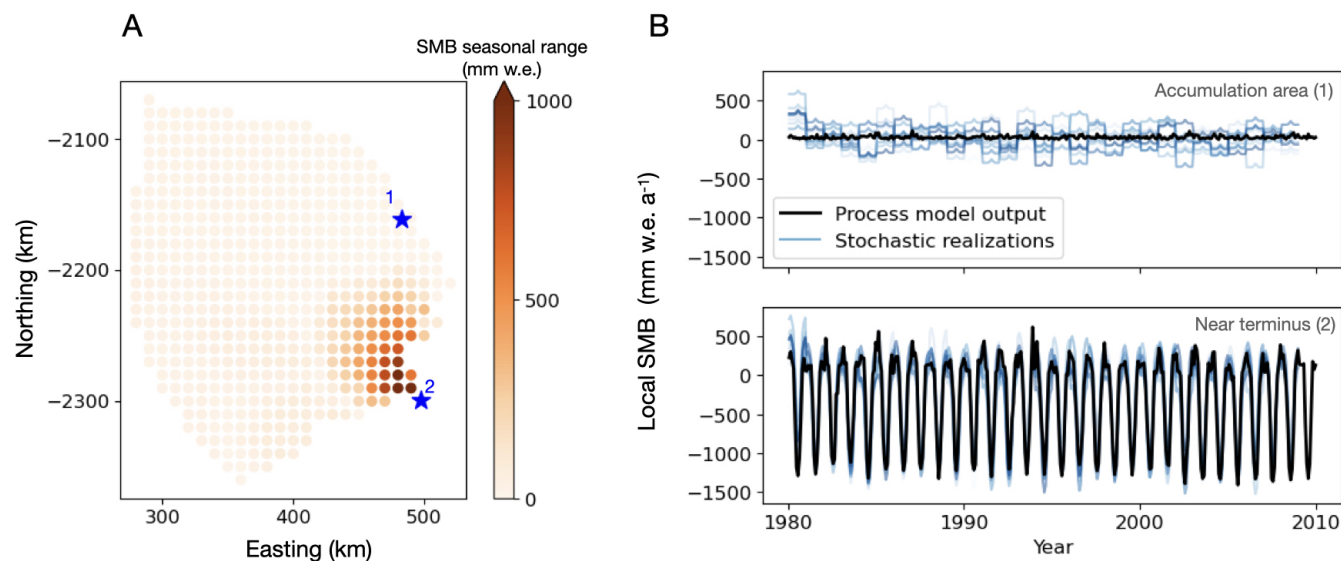 A
SMB seasonal range
(mm w.e.)
1000
500
0
−2100
−2200
−2300
Northing (km)
300
400
500
Easting (km)
1
2
B
Local SMB (mm w.e. a-1)
500
0
−500
−1000
−1500
Accumulation area (1)
Process model output
Stochastic realizations
500
0
−500
−1000
−1500
Near terminus (2)
1980
1990
2000
2010
Year